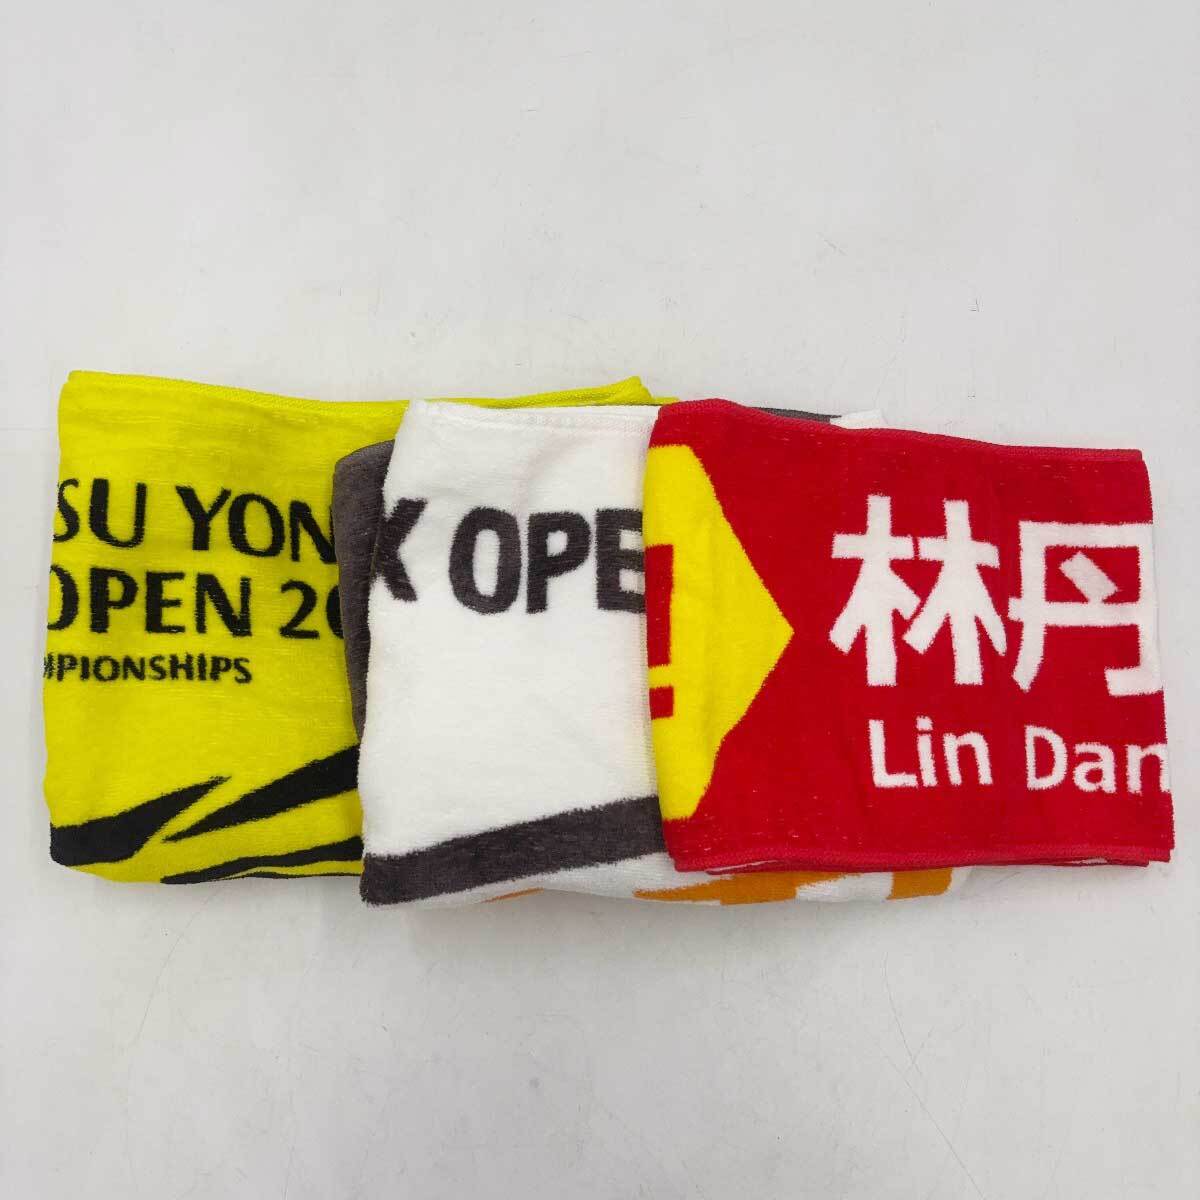 SU YON
OPEN 20
MPIONSHIPS
X OPE
!
林丹
Lin Dan